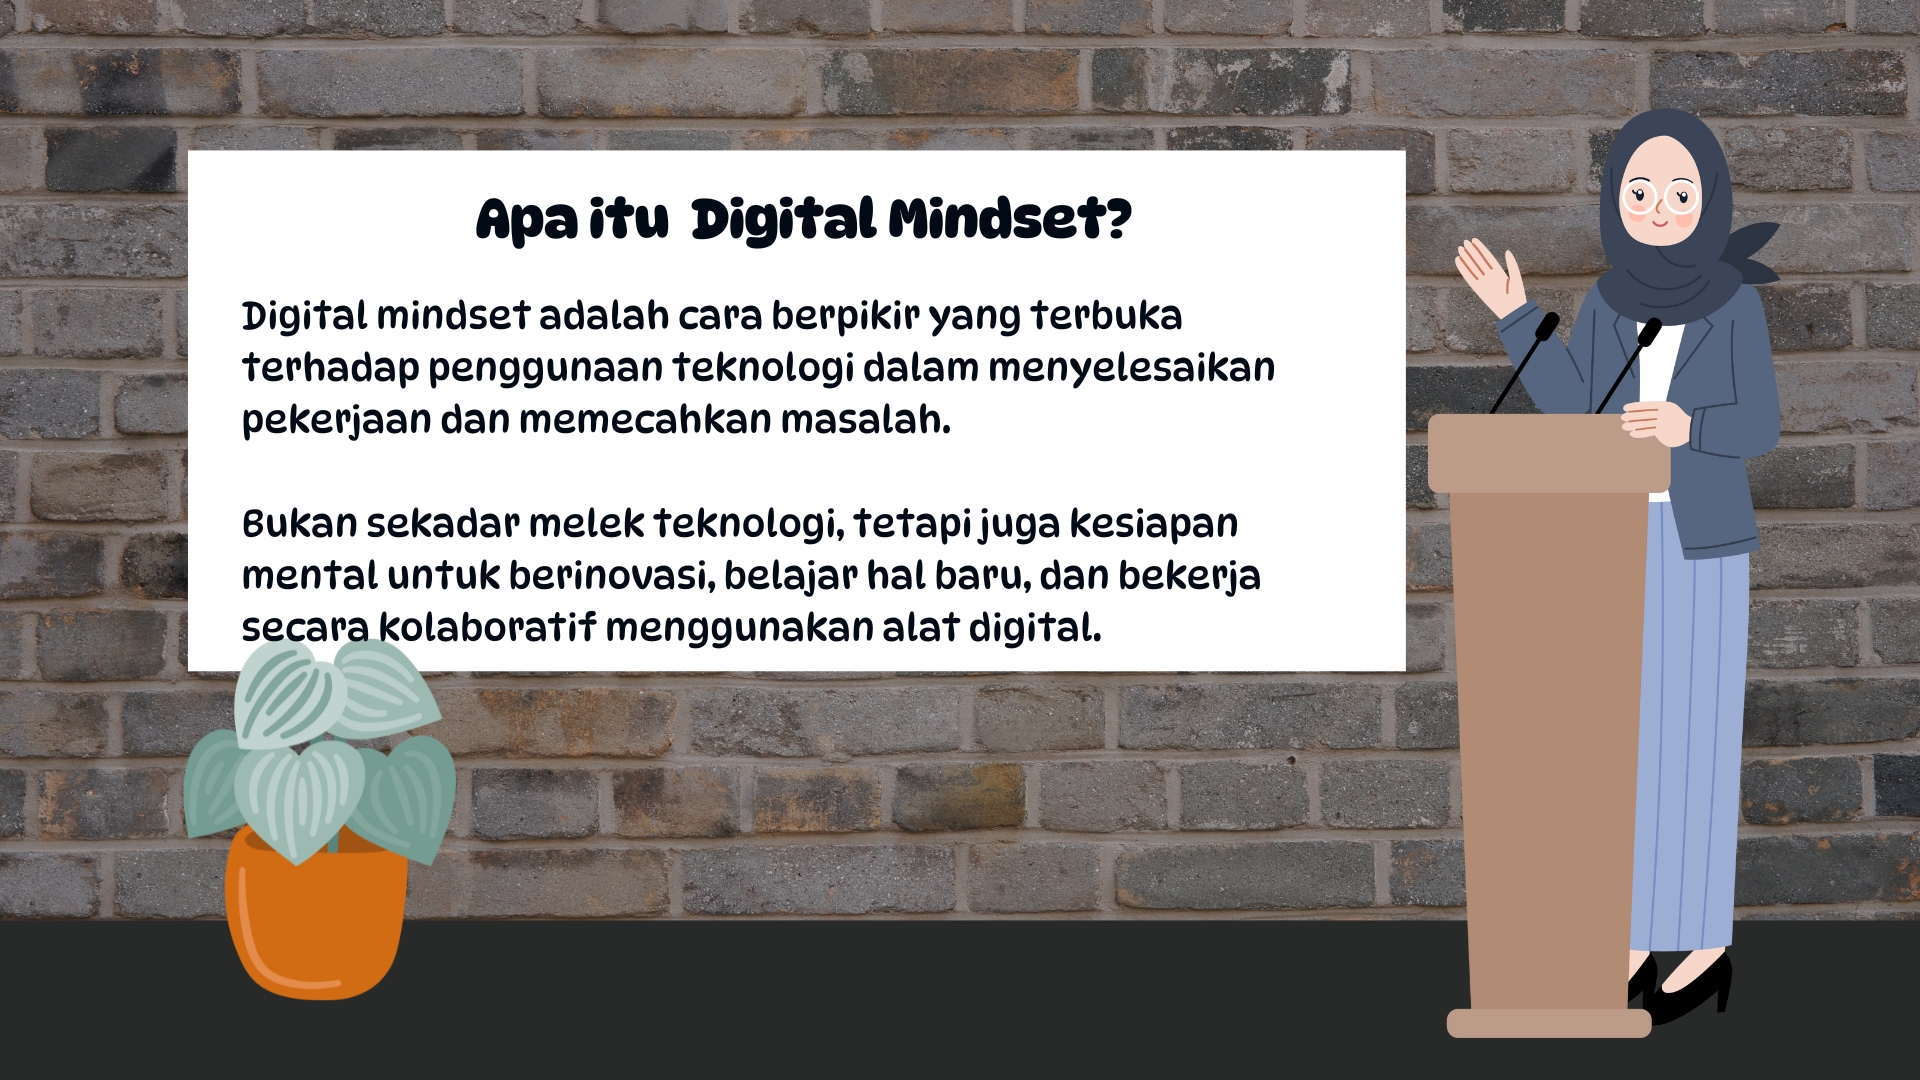 Apa itu  Digital Mindset?
Digital mindset adalah cara berpikir yang terbuka
terhadap penggunaan teknologi dalam menyelesaikan
pekerjaan dan memecahkan masalah.
Bukan sekadar melek teknologi, tetapi juga kesiapan
mental untuk berinovasi, belajar hal baru, dan bekerja
secara kolaboratif menggunakan alat digital.